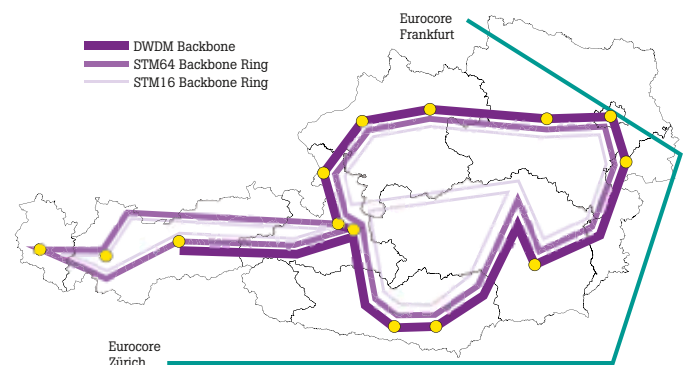 Eurocore
Frankfurt
DWDM Backbone
STM64 Backbone Ring
STM16 Backbone Ring
Eurocore
Zürich